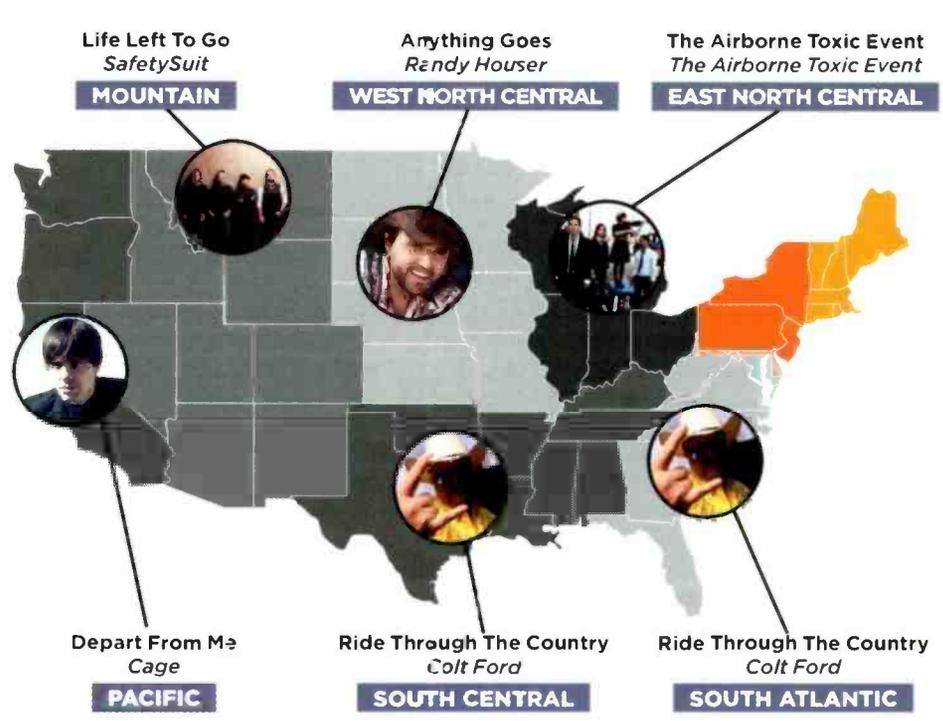 Life Left To Go
SafetySuit
MOUNTAIN
Anything Goes
Randy Houser
WEST NORTH CENTRAL
The Airborne Toxic Event
The Airborne Toxic Event
EAST NORTH CENTRAL
Depart From Me
Cage
PACIFIC
Ride Through The Country
Colt Ford
SOUTH CENTRAL
Ride Through The Country
Colt Ford
SOUTH ATLANTIC